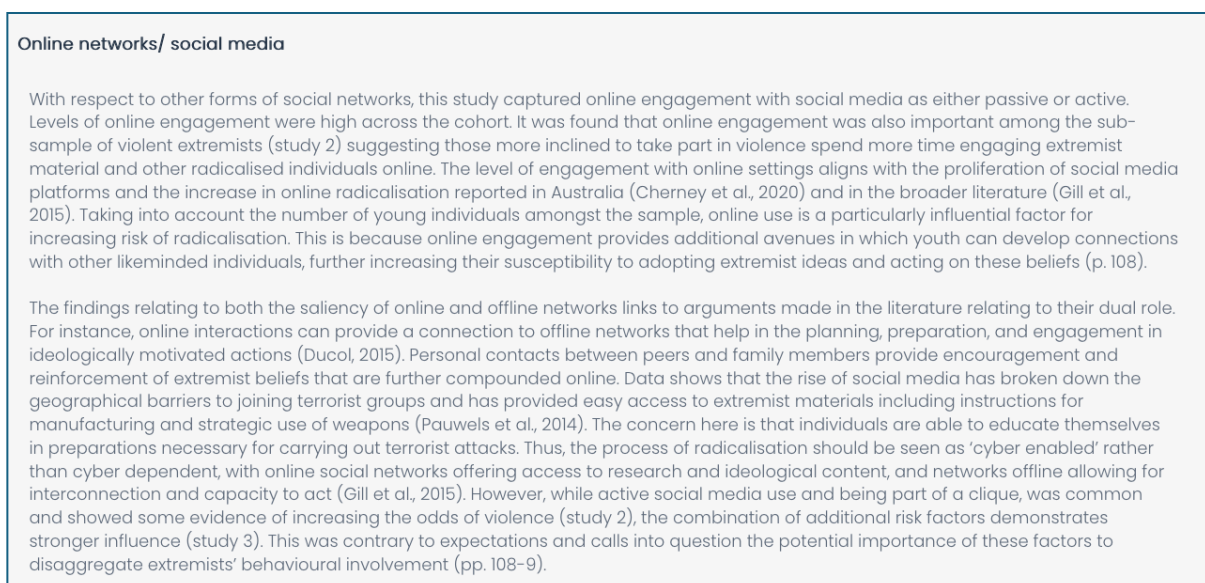 Online networks/ social media
With respect to other forms of social networks, this study captured online engagement with social media as either passive or active.
Levels of online engagement were high across the cohort. It was found that online engagement was also important among the sub-
sample of violent extremists (study 2) suggesting those more inclined to take part in violence spend more time engaging extremist
material and other radicalised individuals online. The level of engagement with online settings aligns with the proliferation of social media
platforms and the increase in online radicalisation reported in Australia (Cherney et al., 2020) and in the broader literature (Gill et al.,
2015). Taking into account the number of young individuals amongst the sample, online use is a particularly influential factor for
increasing risk of radicalisation. This is because online engagement provides additional avenues in which youth can develop connections
with other likeminded individuals, further increasing their susceptibility to adopting extremist ideas and acting on these beliefs (p. 108).
The findings relating to both the saliency of online and offline networks links to arguments made in the literature relating to their dual role.
For instance, online interactions can provide a connection to offline networks that help in the planning, preparation, and engagement in
ideologically motivated actions (Ducol, 2015). Personal contacts between peers and family members provide encouragement and
reinforcement of extremist beliefs that are further compounded online. Data shows that the rise of social media has broken down the
geographical barriers to joining terrorist groups and has provided easy access to extremist materials including instructions for
manufacturing and strategic use of weapons (Pauwels et al., 2014). The concern here is that individuals are able to educate themselves
in preparations necessary for carrying out terrorist attacks. Thus, the process of radicalisation should be seen as ‘cyber enabled’ rather
than cyber dependent, with online social networks offering access to research and ideological content, and networks offline allowing for
interconnection and capacity to act (Gill et al., 2015). However, while active social media use and being part of a clique, was common
and showed some evidence of increasing the odds of violence (study 2), the combination of additional risk factors demonstrates
stronger influence (study 3). This was contrary to expectations and calls into question the potential importance of these factors to
disaggregate extremists’ behavioural involvement (pp. 108-9).